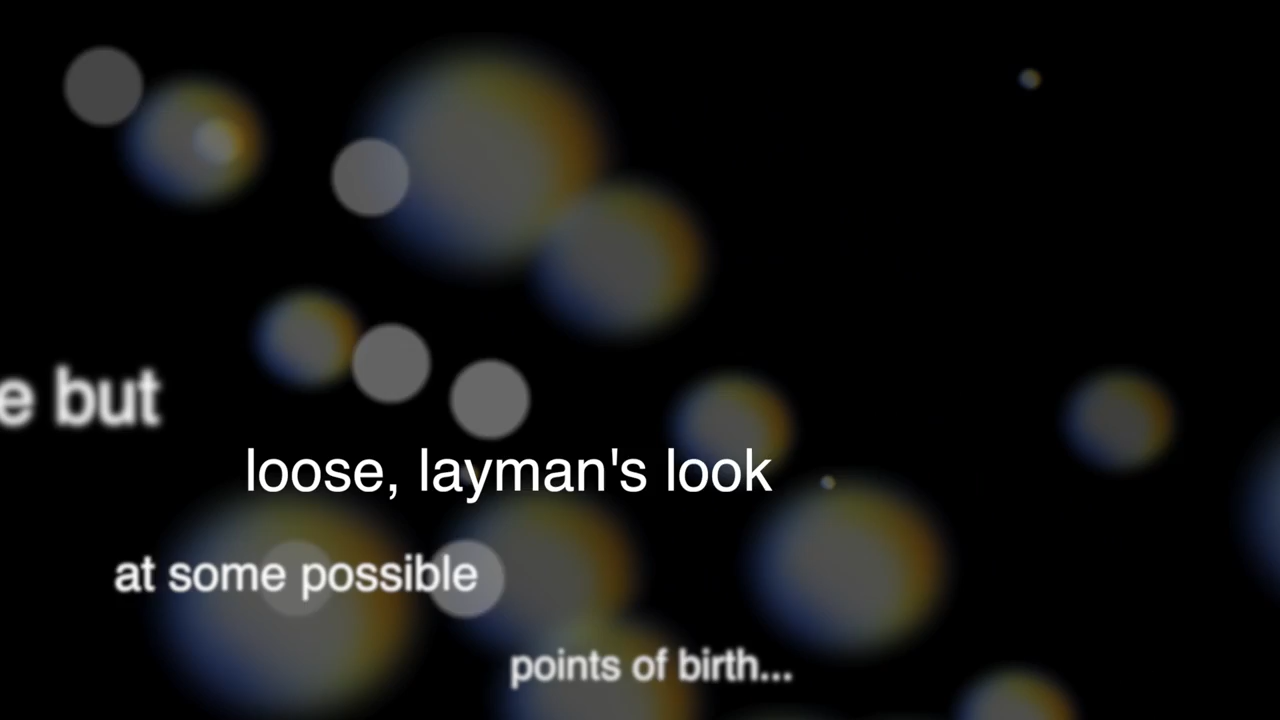 e but
loose, layman's look
at some possible
points of birth...